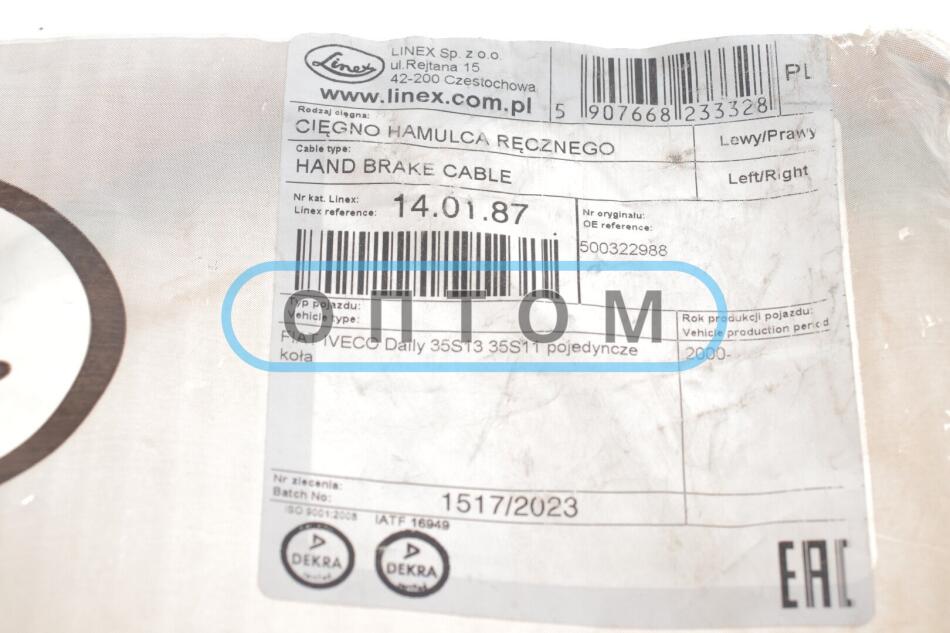 Linex
LINEX Sp. z o.o.
ul.Rejtana 15
42-200 Czestochowa
www.linex.com.pl
5 907668 233328
PL
Rodzaj cięgna:
CIĘGNO HAMULCA RĘCZNEGO
Lewy/Prawy
Cable type:
HAND BRAKE CABLE
Left/Right
Nr kat. Linex:
Linex reference:
14.01.87
Nr oryginału:
OE reference:
500322988
ОПТОМ
Typ pojazdu:
Vehicle type:
Rok produkcji pojazdu:
Vehicle production period
FIAT IVECO Daily 35S13 35S11 pojedyncze
koła
2000-
Nr zlecenia:
Batch No:
1517/2023
ISO 9001:2008
IATF 16949
DEKRA
DEKRA
EAC